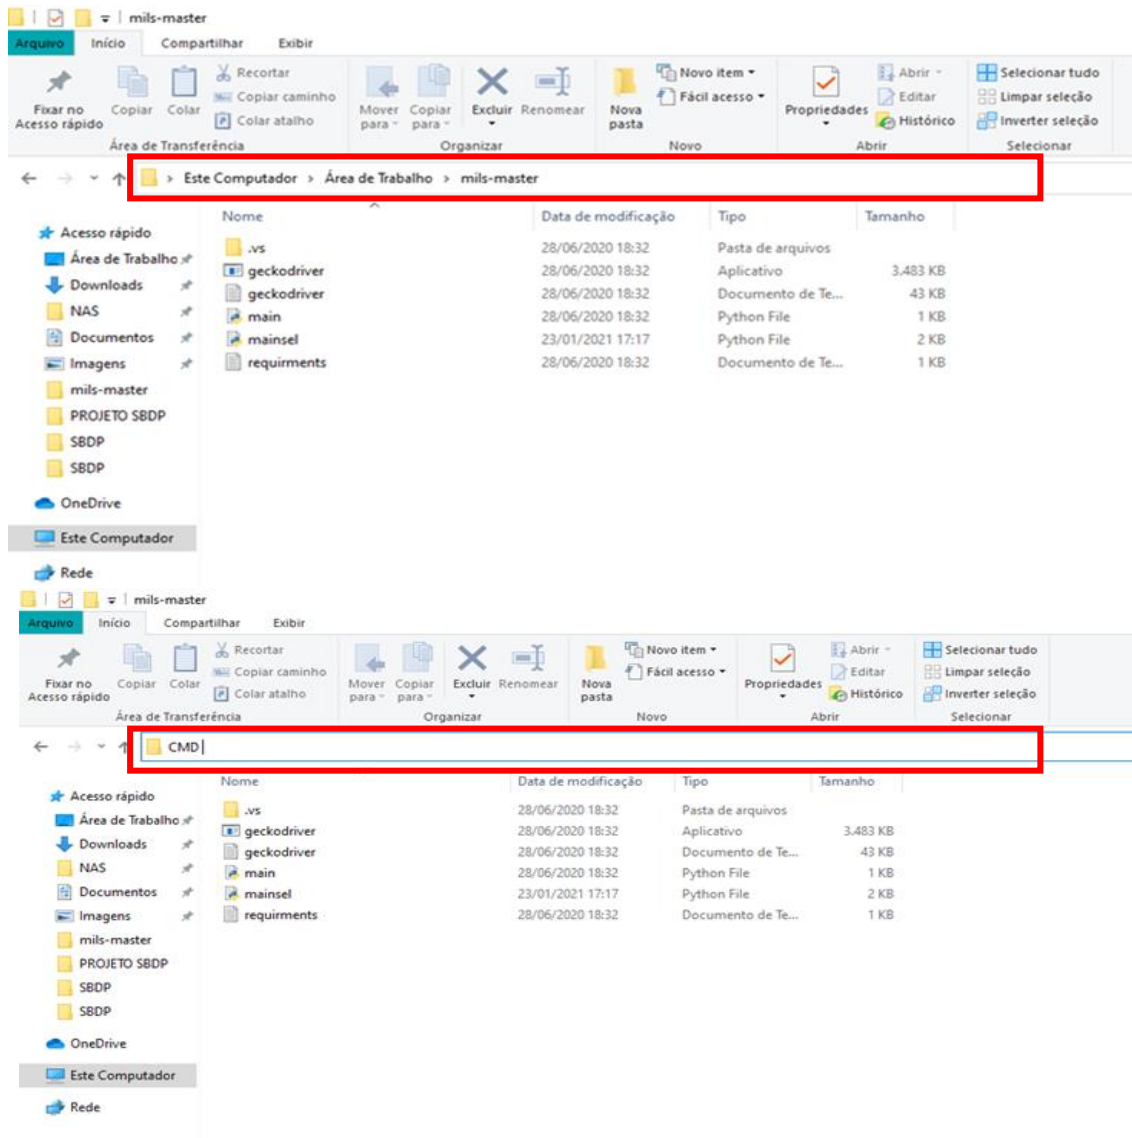 mils-master
Arquivo Início Compartilhar Exibir
Recortar
Copiar caminho
Colar atalho
Fixar no Acesso rápido
Copiar Colar
Mover para Copiar para Excluir Renomear
Nova pasta
Novo item
Fácil acesso
Propriedades
Abrir
Editar
Histórico
Selecionar tudo
Limpar seleção
Inverter seleção
Área de Transferência Organizar Novo Abrir Selecionar
Este Computador > Área de Trabalho > mils-master
Nome Data de modificação Tipo Tamanho
.vs 28/06/2020 18:32 Pasta de arquivos
geckodriver 28/06/2020 18:32 Aplicativo 3.483 KB
geckodriver 28/06/2020 18:32 Documento de Te... 43 KB
main 28/06/2020 18:32 Python File 1 KB
mainsel 23/01/2021 17:17 Python File 2 KB
requirments 28/06/2020 18:32 Documento de Te... 1 KB
Acesso rápido
Área de Trabalho
Downloads
NAS
Documentos
Imagens
mils-master
PROJETO SBDP
SBDP
SBDP
OneDrive
Este Computador
Rede
mils-master
Arquivo Início Compartilhar Exibir
Recortar
Copiar caminho
Colar atalho
Fixar no Acesso rápido
Copiar Colar
Mover para Copiar para Excluir Renomear
Nova pasta
Novo item
Fácil acesso
Propriedades
Abrir
Editar
Histórico
Selecionar tudo
Limpar seleção
Inverter seleção
Área de Transferência Organizar Novo Abrir Selecionar
CMD
Nome Data de modificação Tipo Tamanho
.vs 28/06/2020 18:32 Pasta de arquivos
geckodriver 28/06/2020 18:32 Aplicativo 3.483 KB
geckodriver 28/06/2020 18:32 Documento de Te... 43 KB
main 28/06/2020 18:32 Python File 1 KB
mainsel 23/01/2021 17:17 Python File 2 KB
requirments 28/06/2020 18:32 Documento de Te... 1 KB
Acesso rápido
Área de Trabalho
Downloads
NAS
Documentos
Imagens
mils-master
PROJETO SBDP
SBDP
SBDP
OneDrive
Este Computador
Rede